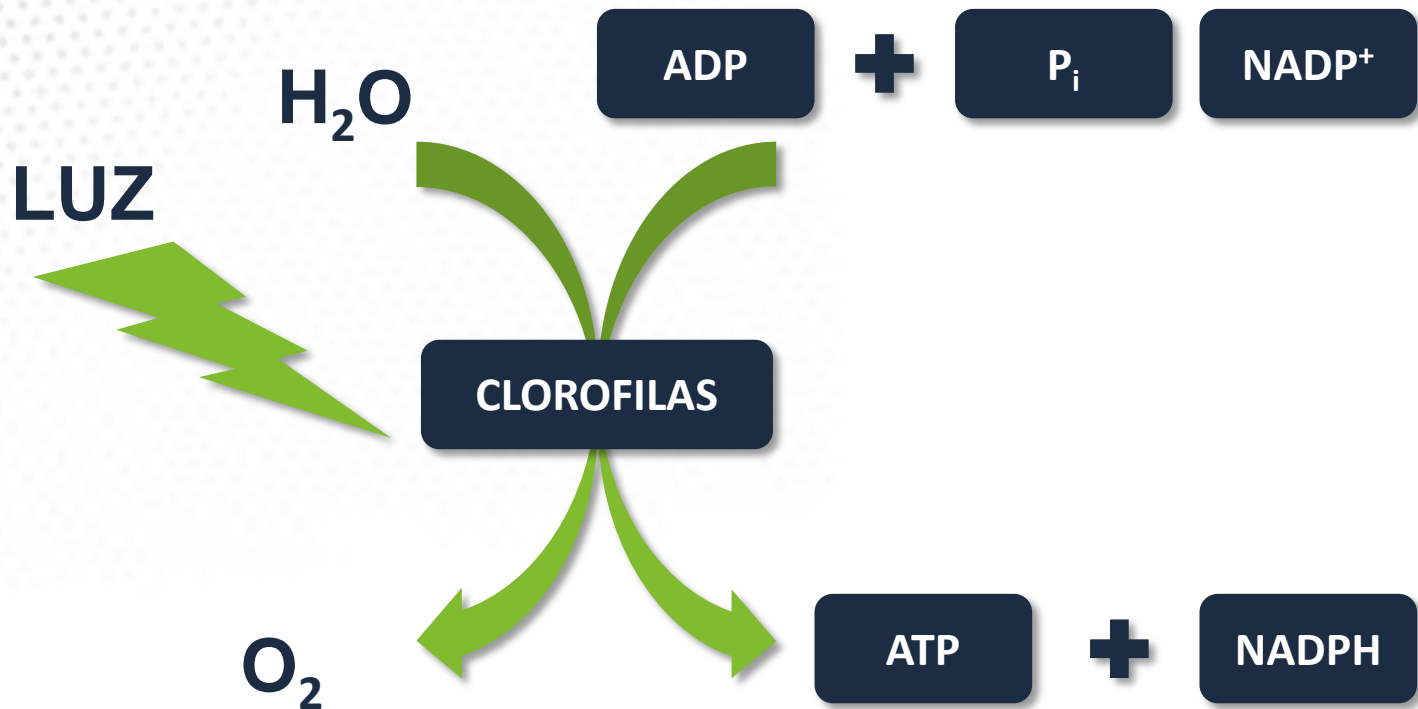 ADP + Pᵢ NADP⁺
H₂O
LUZ
CLOROFILAS
ATP + NADPH
O₂